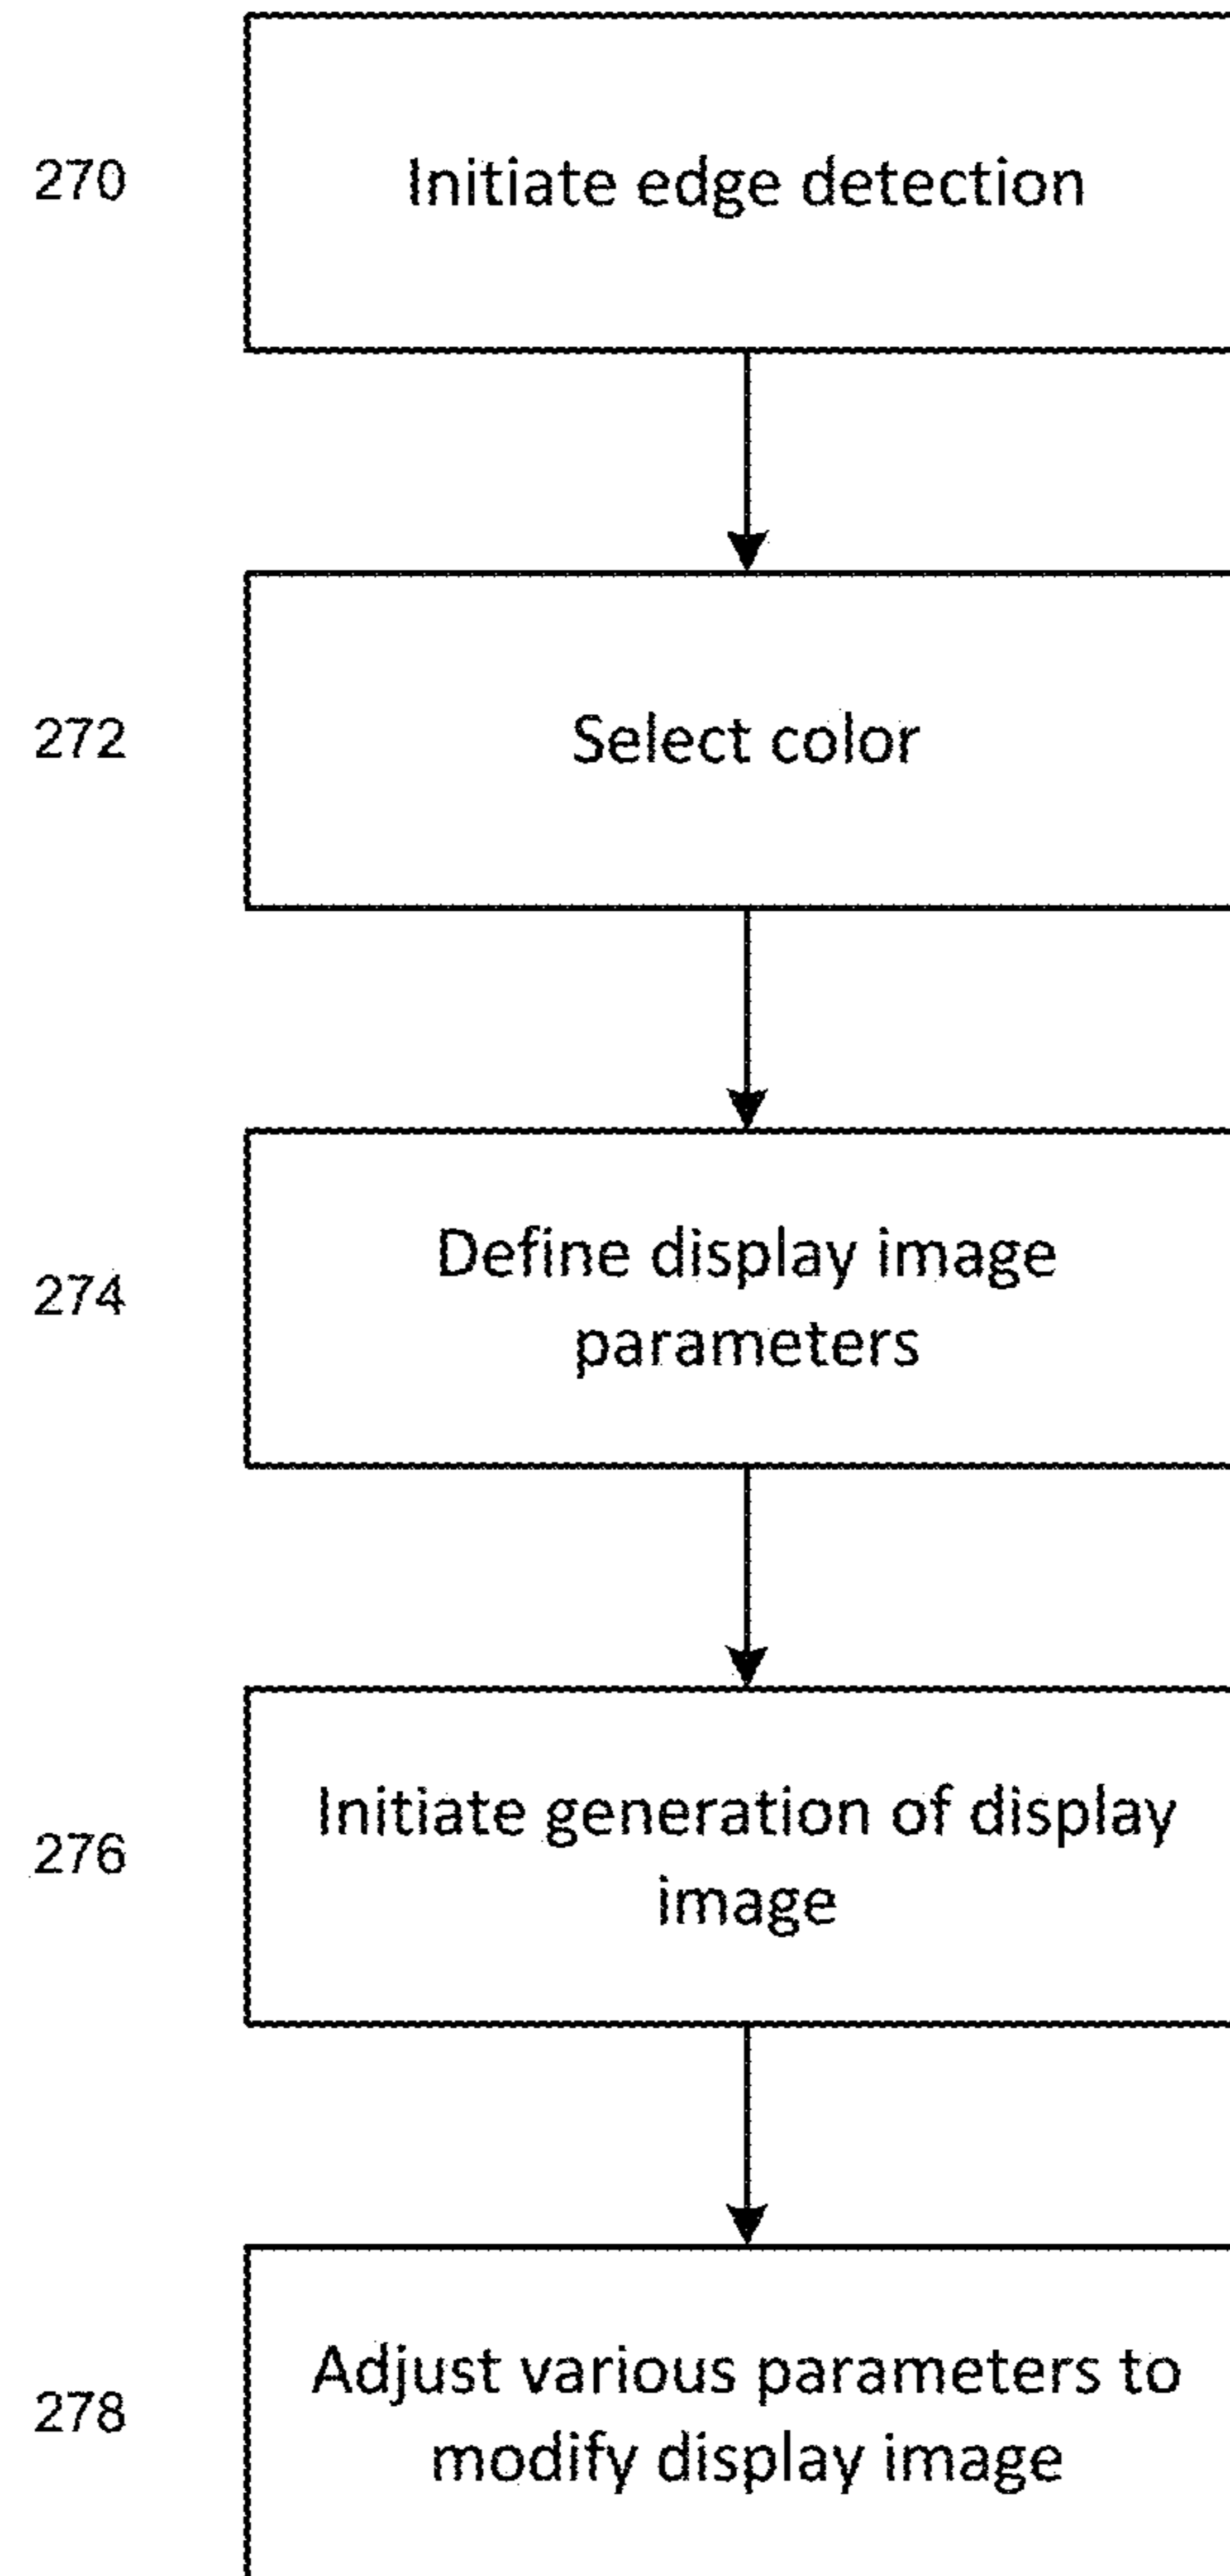 270
Initiate edge detection
272
Select color
274
Define display image
parameters
276
Initiate generation of display
image
278
Adjust various parameters to
modify display image